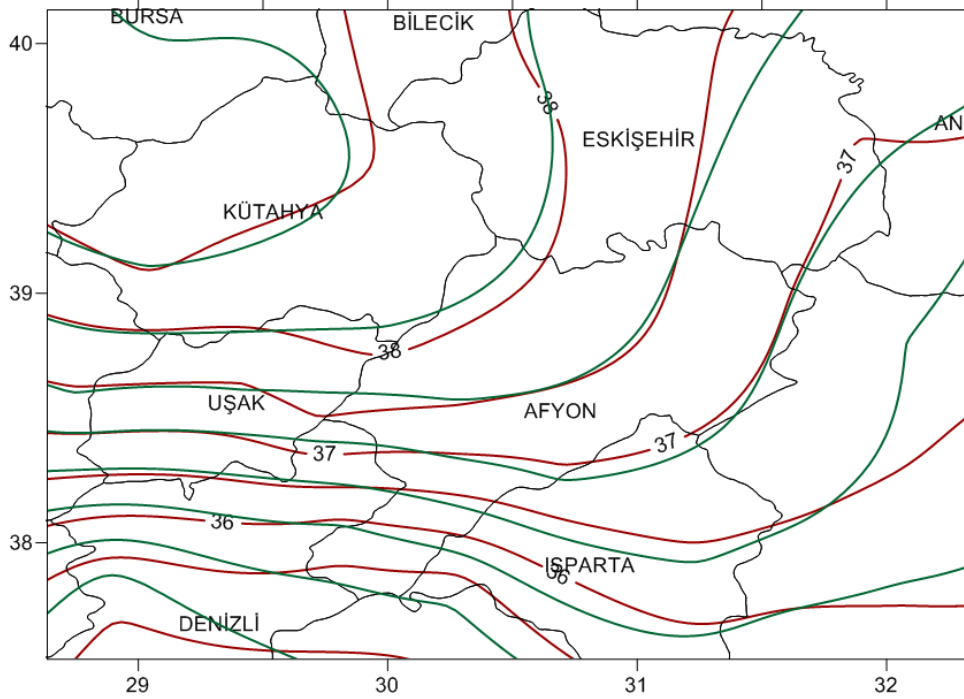 BURSA
BİLECİK
40
38
ESKİŞEHİR
AN
37
KÜTAHYA
39
38
UŞAK
AFYON
37
37
36
38
ISPARTA
36
DENİZLİ
29 30 31 32